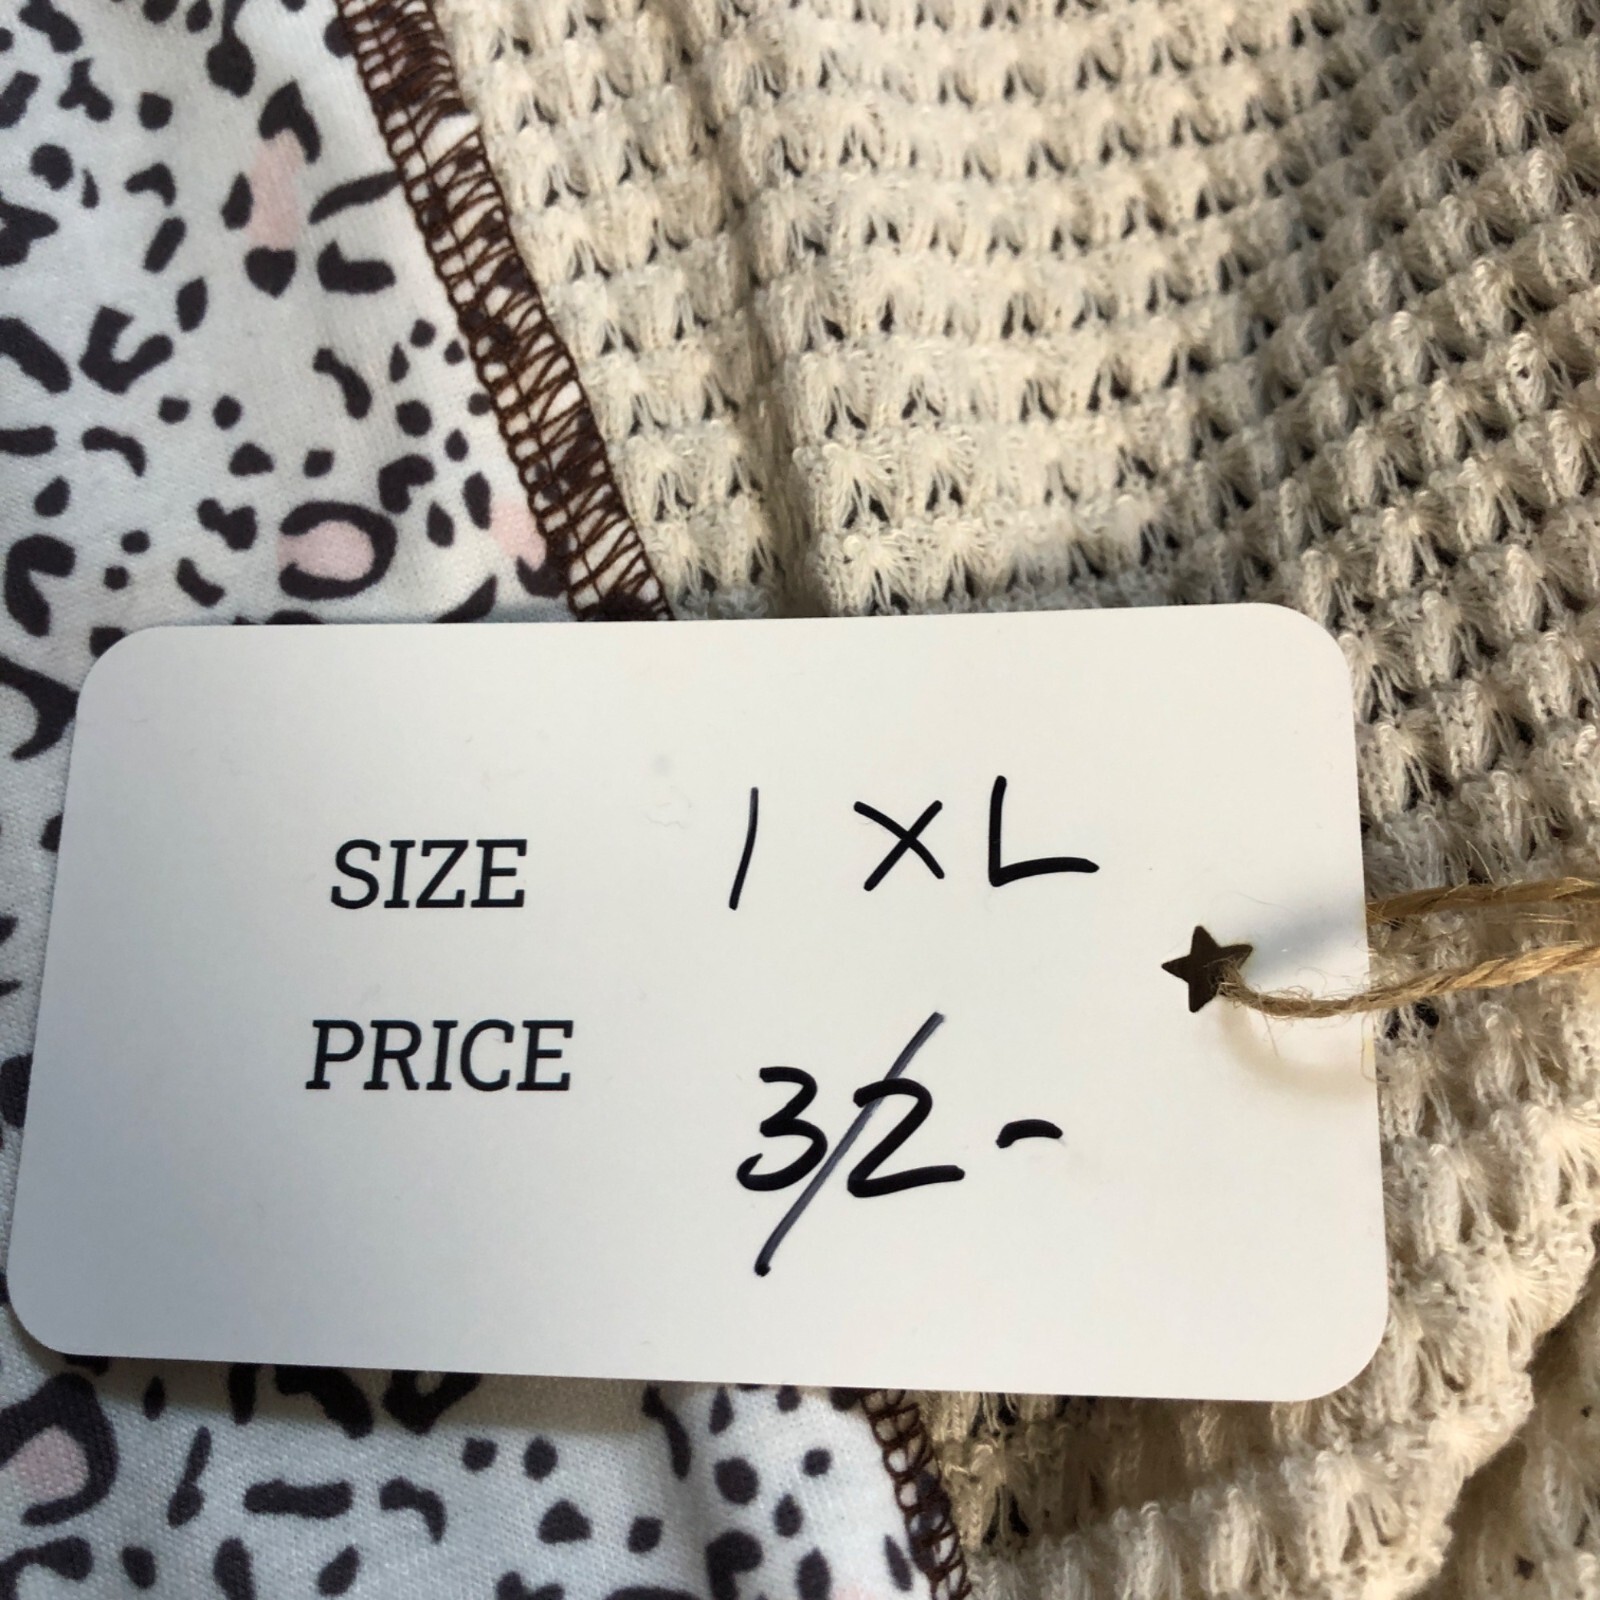 SIZE 1 XL
PRICE 32-